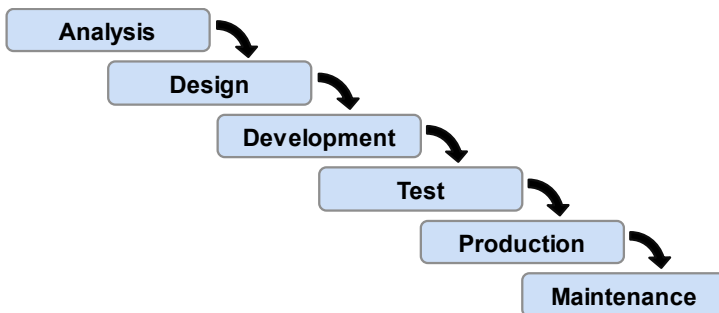 Analysis
Design
Development
Test
Production
Maintenance